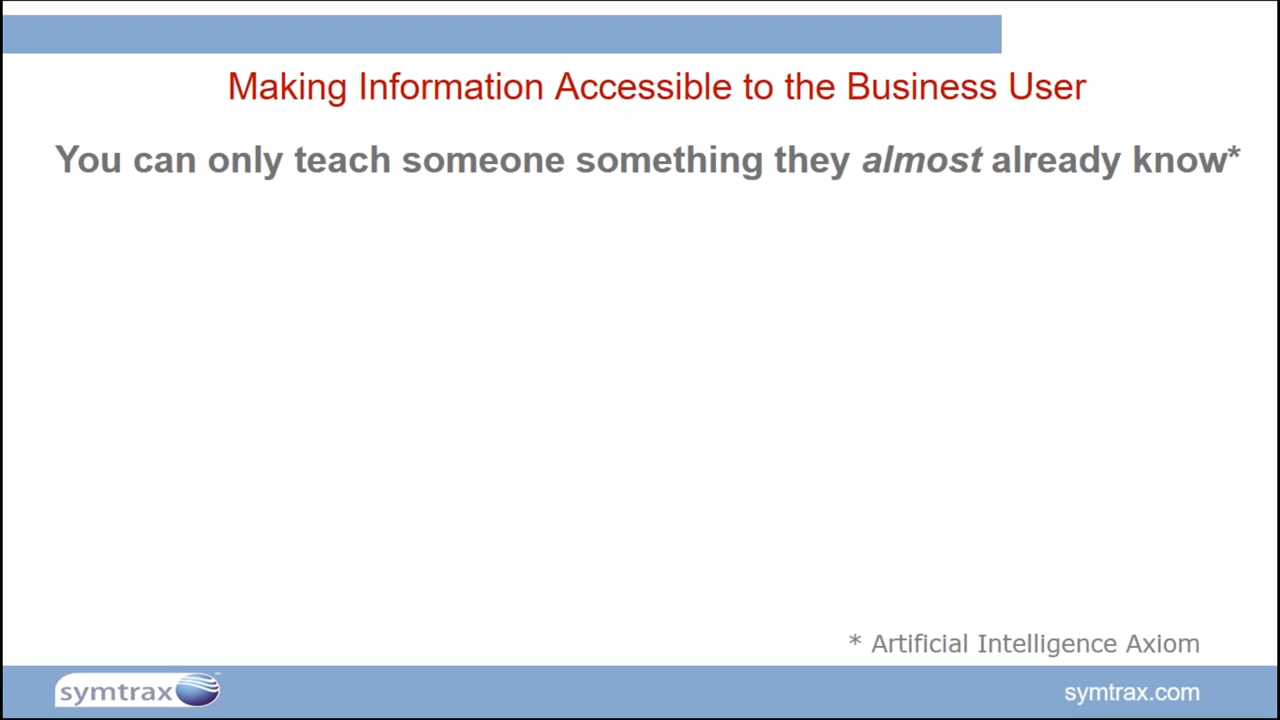 Making Information Accessible to the Business User
You can only teach someone something they almost already know*
* Artificial Intelligence Axiom
symtrax
symtrax.com